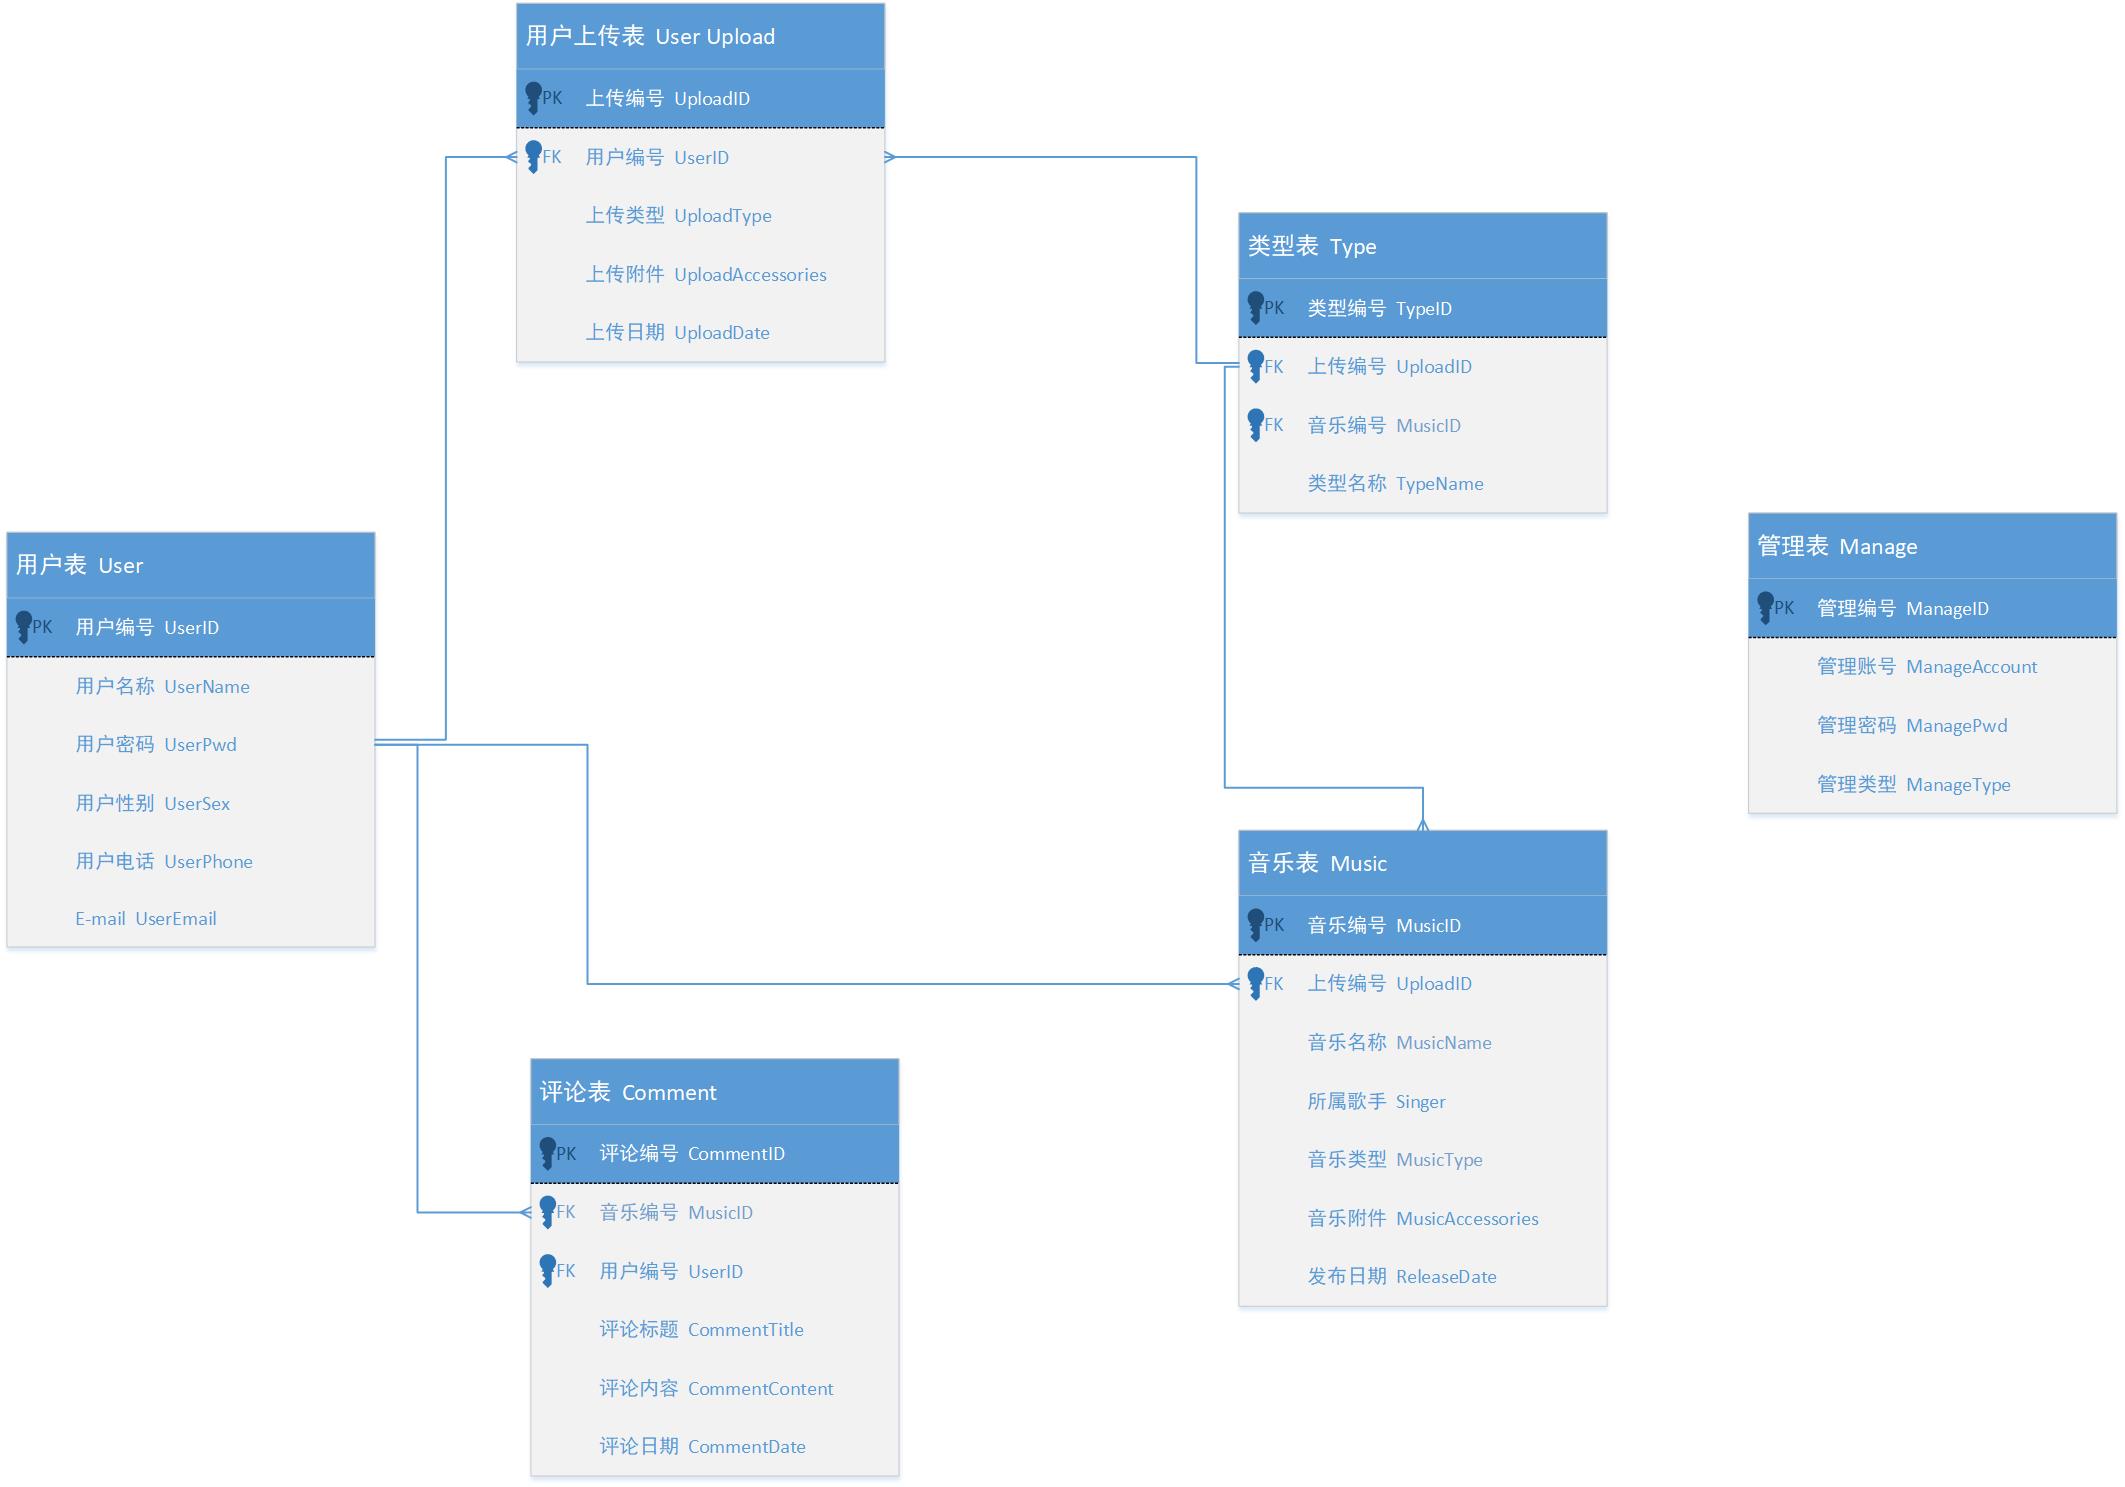 用户上传表 User Upload
PK 上传编号 UploadID
FK 用户编号 UserID
上传类型 UploadType
上传附件 UploadAccessories
上传日期 UploadDate
类型表 Type
PK 类型编号 TypeID
FK 上传编号 UploadID
FK 音乐编号 MusicID
类型名称 TypeName
用户表 User
PK 用户编号 UserID
用户名称 UserName
用户密码 UserPwd
用户性别 UserSex
用户电话 UserPhone
E-mail UserEmail
管理表 Manage
PK 管理编号 ManageID
管理账号 ManageAccount
管理密码 ManagePwd
管理类型 ManageType
音乐表 Music
PK 音乐编号 MusicID
FK 上传编号 UploadID
音乐名称 MusicName
所属歌手 Singer
音乐类型 MusicType
音乐附件 MusicAccessories
发布日期 ReleaseDate
评论表 Comment
PK 评论编号 CommentID
FK 音乐编号 MusicID
FK 用户编号 UserID
评论标题 CommentTitle
评论内容 CommentContent
评论日期 CommentDate